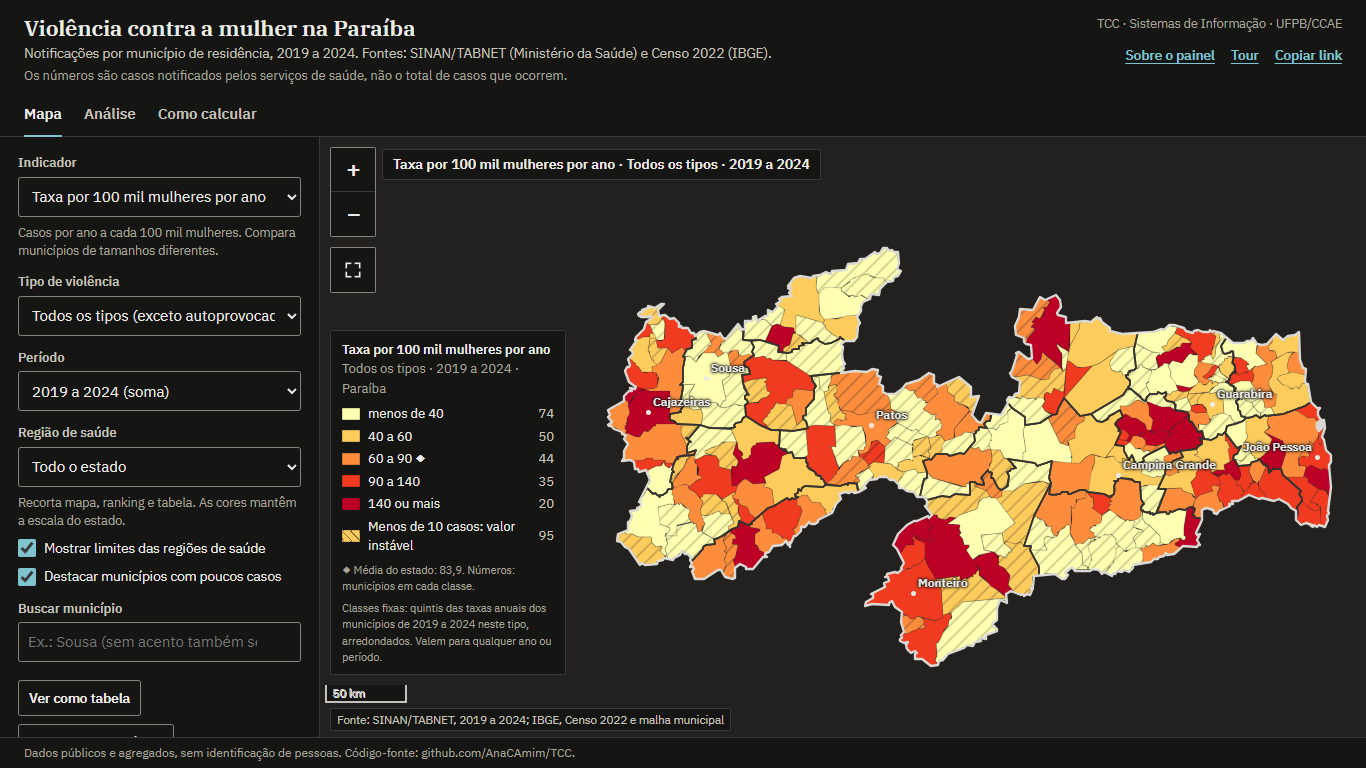 Violência contra a mulher na Paraíba
Notificações por município de residência, 2019 a 2024. Fontes: SINAN/TABNET (Ministério da Saúde) e Censo 2022 (IBGE).
Os números são casos notificados pelos serviços de saúde, não o total de casos que ocorrem.
TCC · Sistemas de Informação · UFPB/CCAE
Sobre o painel Tour Copiar link
Mapa Análise Como calcular
Indicador
Taxa por 100 mil mulheres por ano
Casos por ano a cada 100 mil mulheres. Compara
municípios de tamanhos diferentes.
Tipo de violência
Todos os tipos (exceto autoprovocac
Período
2019 a 2024 (soma)
Região de saúde
Todo o estado
Recorta mapa, ranking e tabela. As cores mantêm
a escala do estado.
Mostrar limites das regiões de saúde
Destacar municípios com poucos casos
Buscar município
Ex.: Sousa (sem acento também se
Ver como tabela
+
−
Taxa por 100 mil mulheres por ano · Todos os tipos · 2019 a 2024
Taxa por 100 mil mulheres por ano
Todos os tipos · 2019 a 2024 ·
Paraíba
menos de 40 74
40 a 60 50
60 a 90 ◆ 44
90 a 140 35
140 ou mais 20
Menos de 10 casos: valor
instável 95
◆ Média do estado: 83,9. Números:
municípios em cada classe.
Classes fixas: quintis das taxas anuais dos
municípios de 2019 a 2024 neste tipo,
arredondados. Valem para qualquer ano ou
período.
Sousa
Cajazeiras
Patos
Guarabira
João Pessoa
Campina Grande
Monteiro
50 km
Fonte: SINAN/TABNET, 2019 a 2024; IBGE, Censo 2022 e malha municipal
Dados públicos e agregados, sem identificação de pessoas. Código-fonte: github.com/AnaCAmim/TCC.